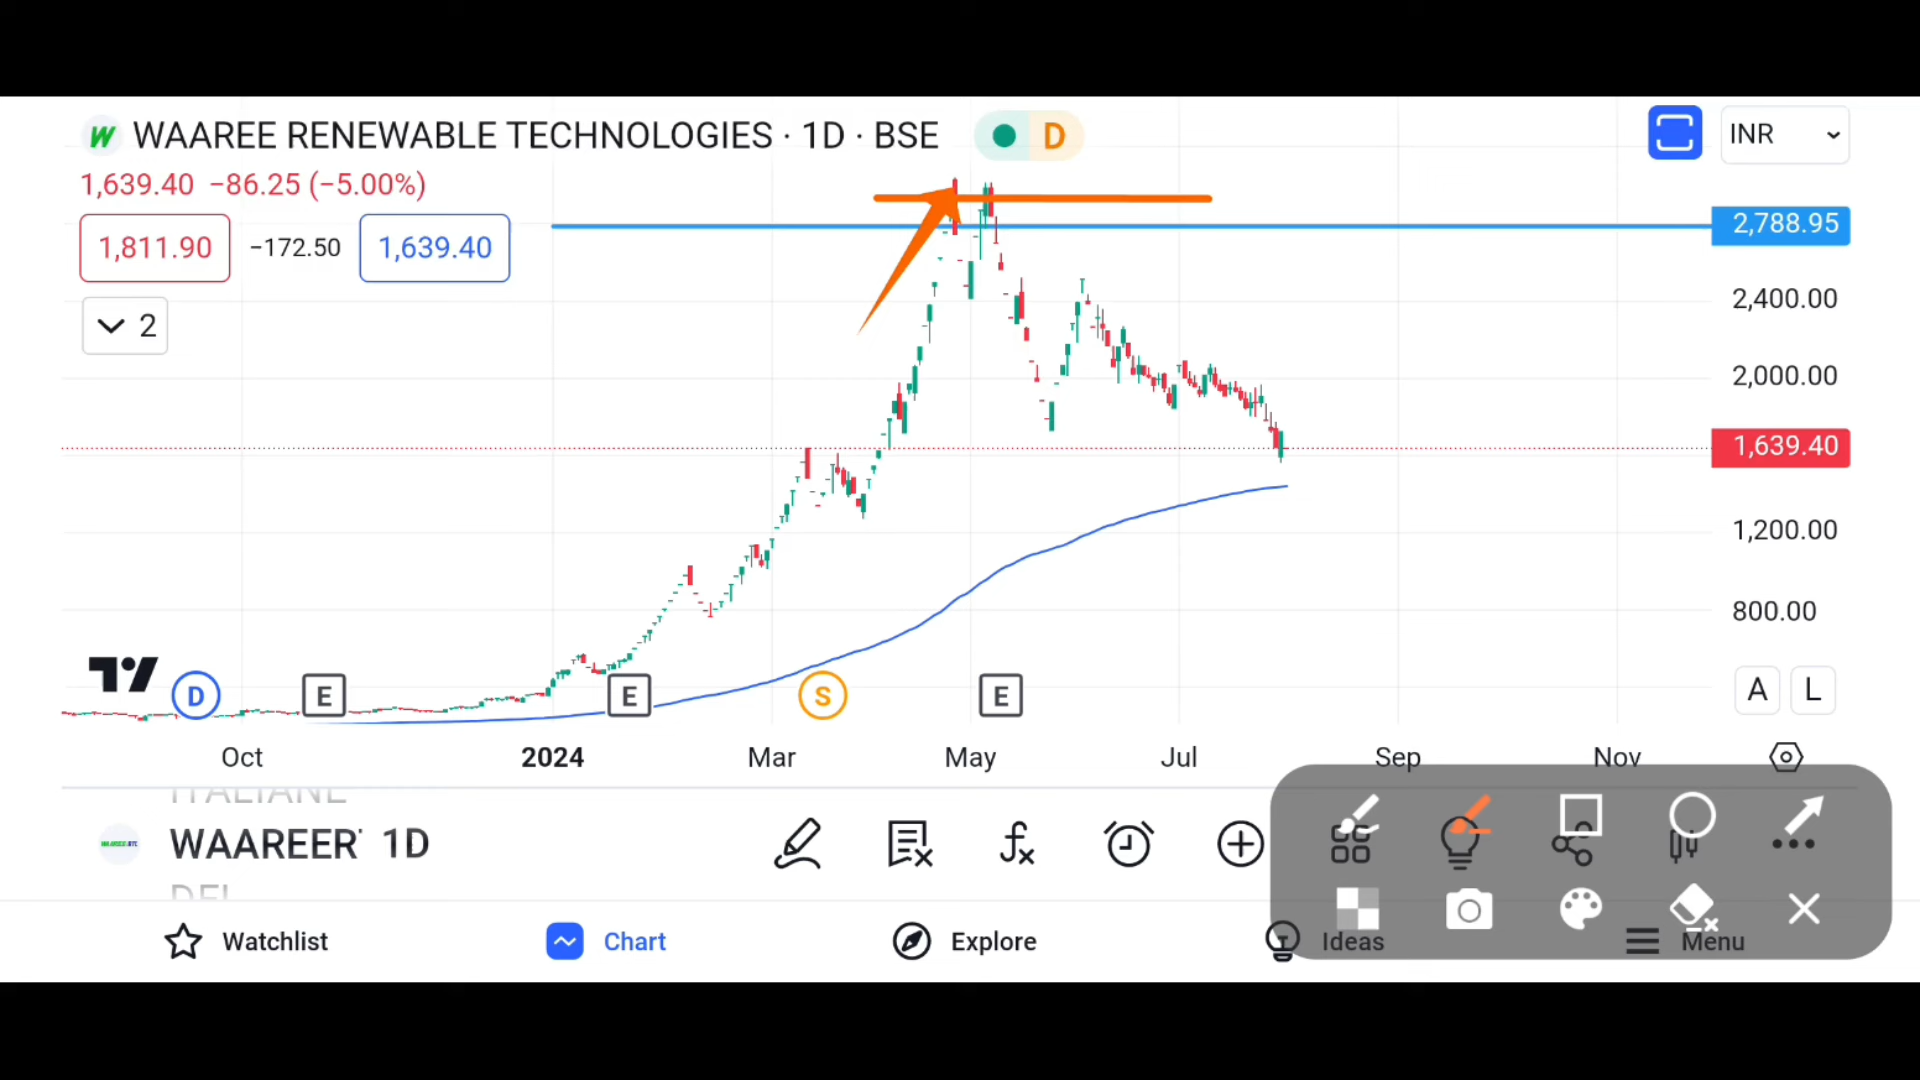 WAAREE RENEWABLE TECHNOLOGIES · 1D · BSE D INR
1,639.40 −86.25 (−5.00%)
1,811.90 −172.50 1,639.40
2
2,788.95
2,400.00
2,000.00
1,639.40
1,200.00
800.00
D E E S E
A L
Oct 2024 Mar May Jul Sep Nov
ITALIANE
WAAREER 1D
DEL
Watchlist Chart Explore Ideas Menu